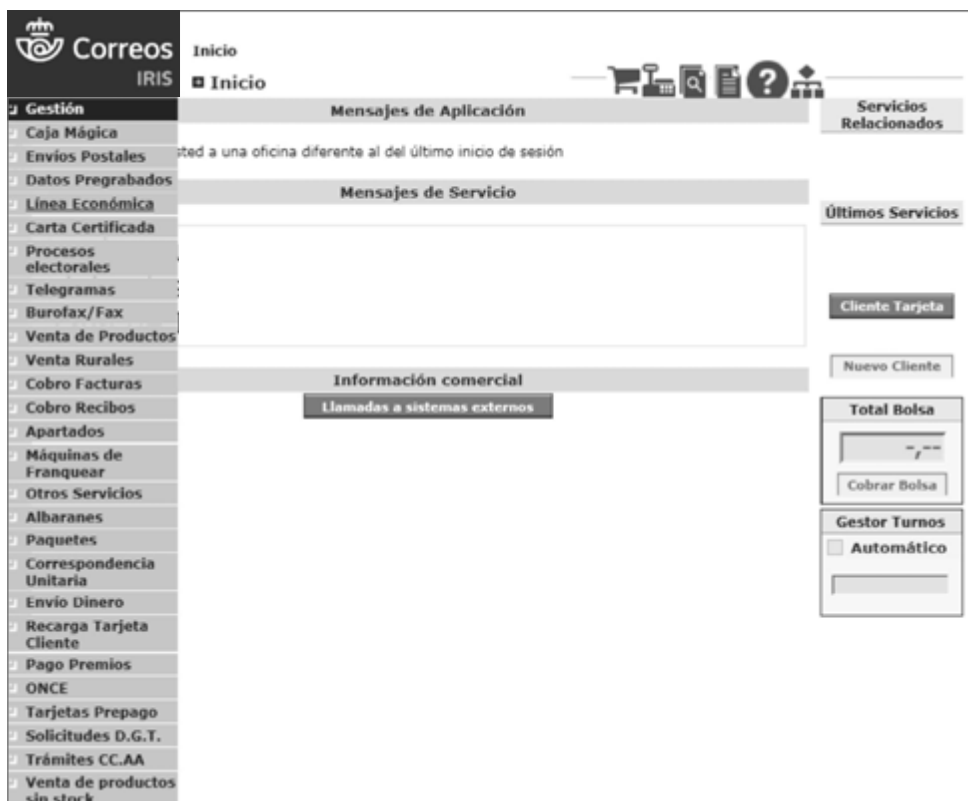 Correos
IRIS
Inicio
Inicio
Gestión
Caja Mágica
Envíos Postales
Datos Pregrabados
Línea Económica
Carta Certificada
Procesos
electorales
Telegramas
Burofax/Fax
Venta de Productos
Venta Rurales
Cobro Facturas
Cobro Recibos
Apartados
Máquinas de
Franquear
Otros Servicios
Albaranes
Paquetes
Correspondencia
Unitaria
Envío Dinero
Recarga Tarjeta
Cliente
Pago Premios
ONCE
Tarjetas Prepago
Solicitudes D.G.T.
Trámites CC.AA
Venta de productos
sin stock
Mensajes de Aplicación
sted a una oficina diferente al del último inicio de sesión
Mensajes de Servicio
Información comercial
Llamadas a sistemas externos
Servicios
Relacionados
Últimos Servicios
Cliente Tarjeta
Nuevo Cliente
Total Bolsa
-,--
Cobrar Bolsa
Gestor Turnos
Automático